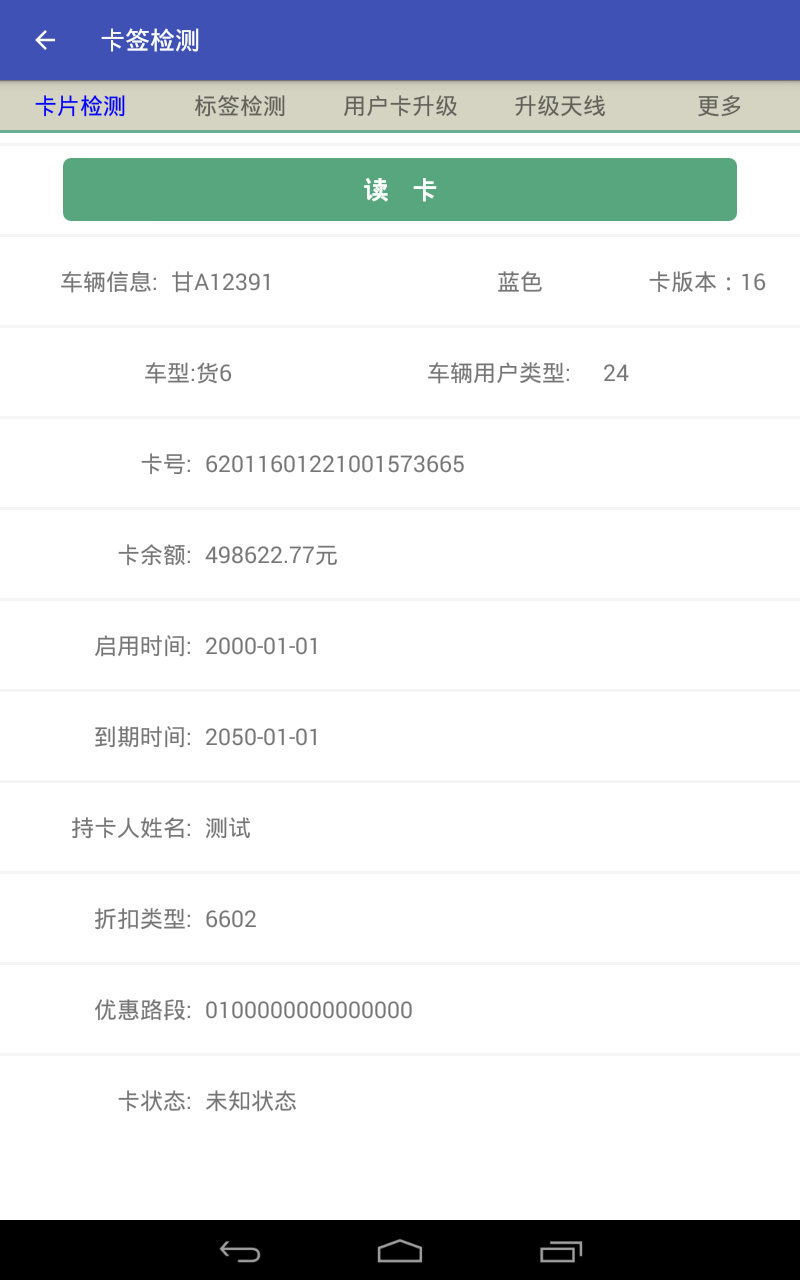 卡签检测
卡片检测 标签检测 用户卡升级 升级天线 更多
读 卡
车辆信息: 甘A12391 蓝色 卡版本：16
车型:货6 车辆用户类型: 24
卡号: 62011601221001573665
卡余额: 498622.77元
启用时间: 2000-01-01
到期时间: 2050-01-01
持卡人姓名: 测试
折扣类型: 6602
优惠路段: 0100000000000000
卡状态: 未知状态